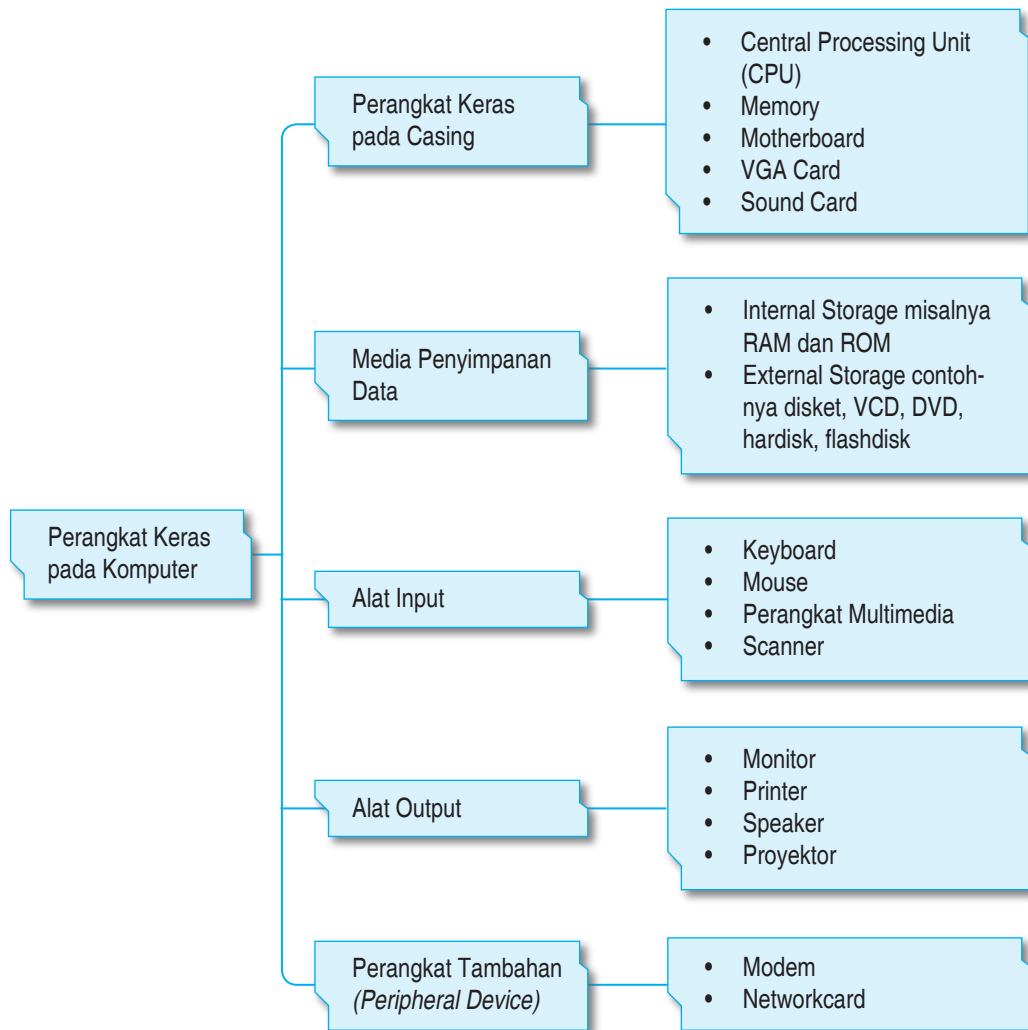 Perangkat Keras
pada Komputer
Perangkat Keras
pada Casing
• Central Processing Unit
(CPU)
• Memory
• Motherboard
• VGA Card
• Sound Card
Media Penyimpanan
Data
• Internal Storage misalnya
RAM dan ROM
• External Storage contoh-
nya disket, VCD, DVD,
hardisk, flashdisk
Alat Input
• Keyboard
• Mouse
• Perangkat Multimedia
• Scanner
Alat Output
• Monitor
• Printer
• Speaker
• Proyektor
Perangkat Tambahan
(Peripheral Device)
• Modem
• Networkcard